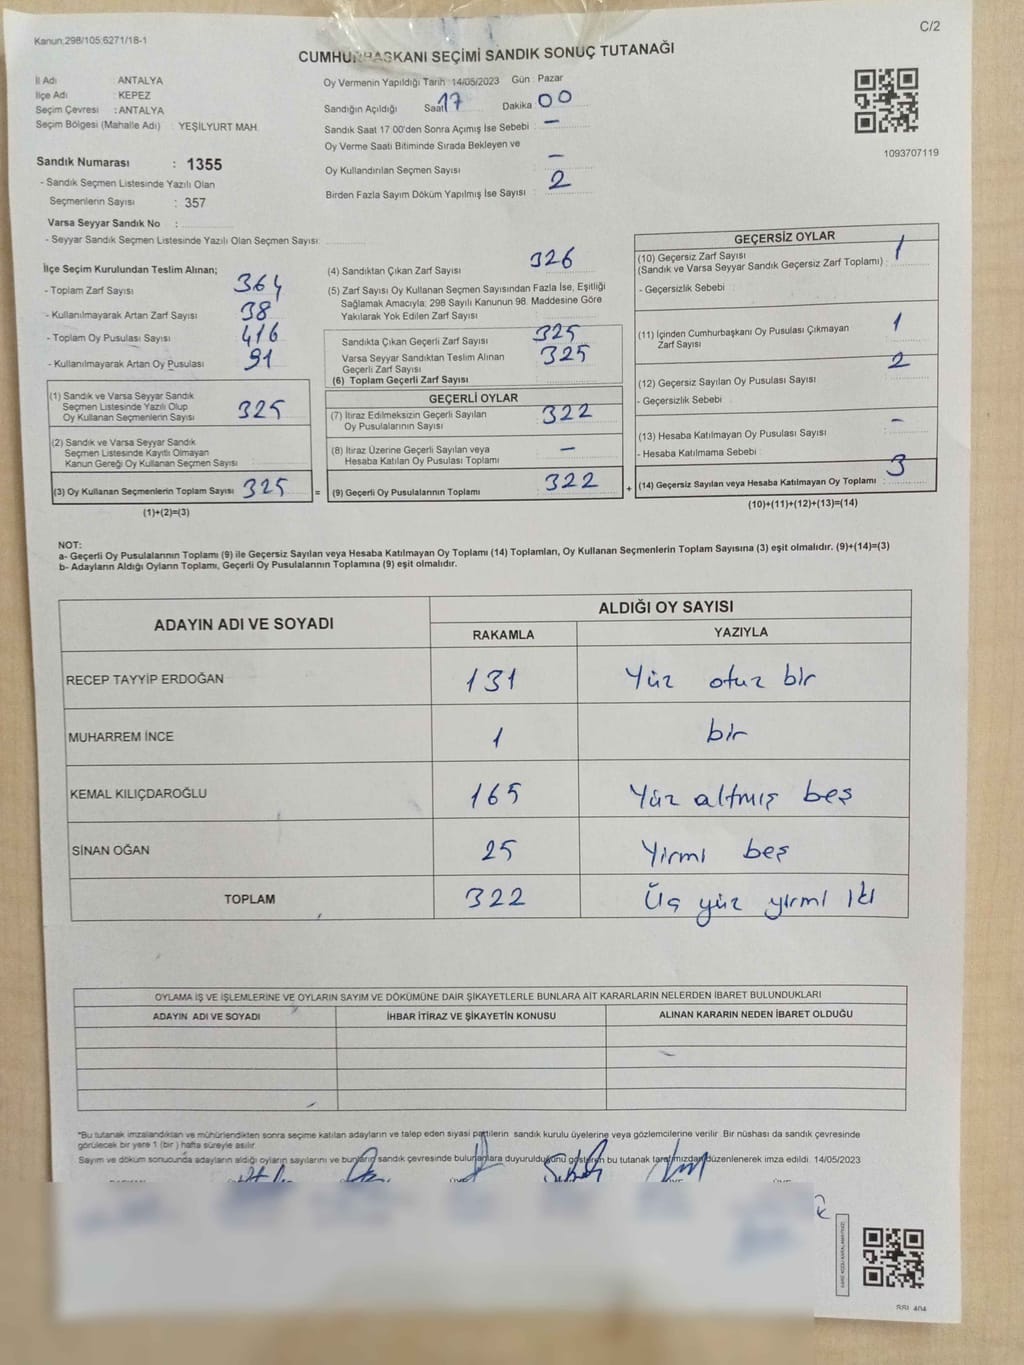 C/2
Kanun.298/105;6271/18-1
CUMHURBAŞKANI SEÇİMİ SANDIK SONUÇ TUTANAĞI
İl Adı : ANTALYA
İlçe Adı : KEPEZ
Seçim Çevresi : ANTALYA
Seçim Bölgesi (Mahalle Adı) : YEŞİLYURT MAH.
Sandık Numarası : 1355
- Sandık Seçmen Listesinde Yazılı Olan
Seçmenlerin Sayısı : 357
Varsa Seyyar Sandık No :
- Seyyar Sandık Seçmen Listesinde Yazılı Olan Seçmen Sayısı:
Oy Vermenin Yapıldığı Tarih : 14/05/2023 Gün : Pazar
Sandığın Açıldığı Saat 17 Dakika 00
Sandık Saat 17 00'den Sonra Açımış İse Sebebi : –
Oy Verme Saati Bitiminde Sırada Bekleyen ve
Oy Kullandırılan Seçmen Sayısı : –
Birden Fazla Sayım Döküm Yapılmış İse Sayısı : 2
1093707119
İlçe Seçim Kurulundan Teslim Alınan;
- Toplam Zarf Sayısı : 364
- Kullanılmayarak Artan Zarf Sayısı : 38
- Toplam Oy Pusulası Sayısı : 416
- Kullanılmayarak Artan Oy Pusulası : 91
(1) Sandık ve Varsa Seyyar Sandık
Seçmen Listesinde Yazılı Olup
Oy Kullanan Seçmenlerin Sayısı : 325
(2) Sandık ve Varsa Seyyar Sandık
Seçmen Listesinde Kayıtlı Olmayan
Kanun Gereği Oy Kullanan Seçmen Sayısı :
(3) Oy Kullanan Seçmenlerin Toplam Sayısı : 325
(1)+(2)=(3)
=
(4) Sandıktan Çıkan Zarf Sayısı : 326
(5) Zarf Sayısı Oy Kullanan Seçmen Sayısından Fazla İse, Eşitliği
Sağlamak Amacıyla, 298 Sayılı Kanunun 98. Maddesine Göre
Yakılarak Yok Edilen Zarf Sayısı :
Sandıkta Çıkan Geçerli Zarf Sayısı : 325
Varsa Seyyar Sandıktan Teslim Alınan
Geçerli Zarf Sayısı : 325
(6) Toplam Geçerli Zarf Sayısı :
GEÇERLİ OYLAR
(7) İtiraz Edilmeksizin Geçerli Sayılan
Oy Pusulalarının Sayısı : 322
(8) İtiraz Üzerine Geçerli Sayılan veya
Hesaba Katılan Oy Pusulası Toplamı : –
(9) Geçerli Oy Pusulalarının Toplamı : 322
+
GEÇERSİZ OYLAR
(10) Geçersiz Zarf Sayısı
(Sandık ve Varsa Seyyar Sandık Geçersiz Zarf Toplamı) : 1
- Geçersizlik Sebebi :
(11) İçinden Cumhurbaşkanı Oy Pusulası Çıkmayan
Zarf Sayısı : 1
(12) Geçersiz Sayılan Oy Pusulası Sayısı : 2
- Geçersizlik Sebebi :
(13) Hesaba Katılmayan Oy Pusulası Sayısı : –
- Hesaba Katılmama Sebebi :
(14) Geçersiz Sayılan veya Hesaba Katılmayan Oy Toplamı : 3
(10)+(11)+(12)+(13)=(14)
NOT:
a- Geçerli Oy Pusulalarının Toplamı (9) ile Geçersiz Sayılan veya Hesaba Katılmayan Oy Toplamı (14) Toplamları, Oy Kullanan Seçmenlerin Toplam Sayısına (3) eşit olmalıdır. (9)+(14)=(3)
b- Adayların Aldığı Oyların Toplamı, Geçerli Oy Pusulalarının Toplamına (9) eşit olmalıdır.
ADAYIN ADI VE SOYADI
ALDIĞI OY SAYISI
RAKAMLA YAZIYLA
RECEP TAYYİP ERDOĞAN 131 Yüz otuz bir
MUHARREM İNCE 1 bir
KEMAL KILIÇDAROĞLU 165 Yüz altmış beş
SİNAN OĞAN 25 Yirmi beş
TOPLAM 322 Üç yüz yirmi iki
OYLAMA İŞ VE İŞLEMLERİNE VE OYLARIN SAYIM VE DÖKÜMÜNE DAİR ŞİKAYETLERLE BUNLARA AİT KARARLARIN NELERDEN İBARET BULUNDUKLARI
ADAYIN ADI VE SOYADI İHBAR İTİRAZ VE ŞİKAYETİN KONUSU ALINAN KARARIN NEDEN İBARET OLDUĞU
*Bu tutanak imzalandıktan ve mühürlendikten sonra seçime katılan adayların ve talep eden siyasi partilerin sandık kurulu üyelerine veya gözlemcilerine verilir. Bir nüshası da sandık çevresinde
görülecek bir yere 1 (bir ) hafta süreyle asılır.
Sayım ve döküm sonucunda adayların aldığı oyların sayılarını ve bunların sandık çevresinde bulunanlara duyurulduğunu gösteren bu tutanak tarafımızdan düzenlenerek imza edildi. 14/05/2023